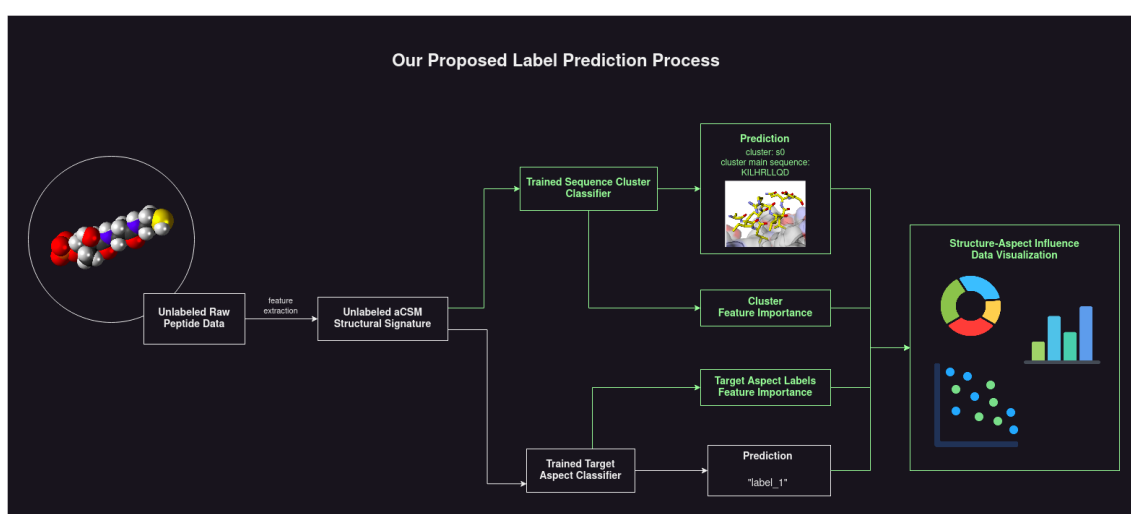 Our Proposed Label Prediction Process
Unlabeled Raw
Peptide Data
feature
extraction
Unlabeled aCSM
Structural Signature
Trained Sequence Cluster
Classifier
Prediction
cluster: s0
cluster main sequence:
KILHRLLQD
Cluster
Feature Importance
Target Aspect Labels
Feature Importance
Trained Target
Aspect Classifier
Prediction
"label_1"
Structure-Aspect Influence
Data Visualization